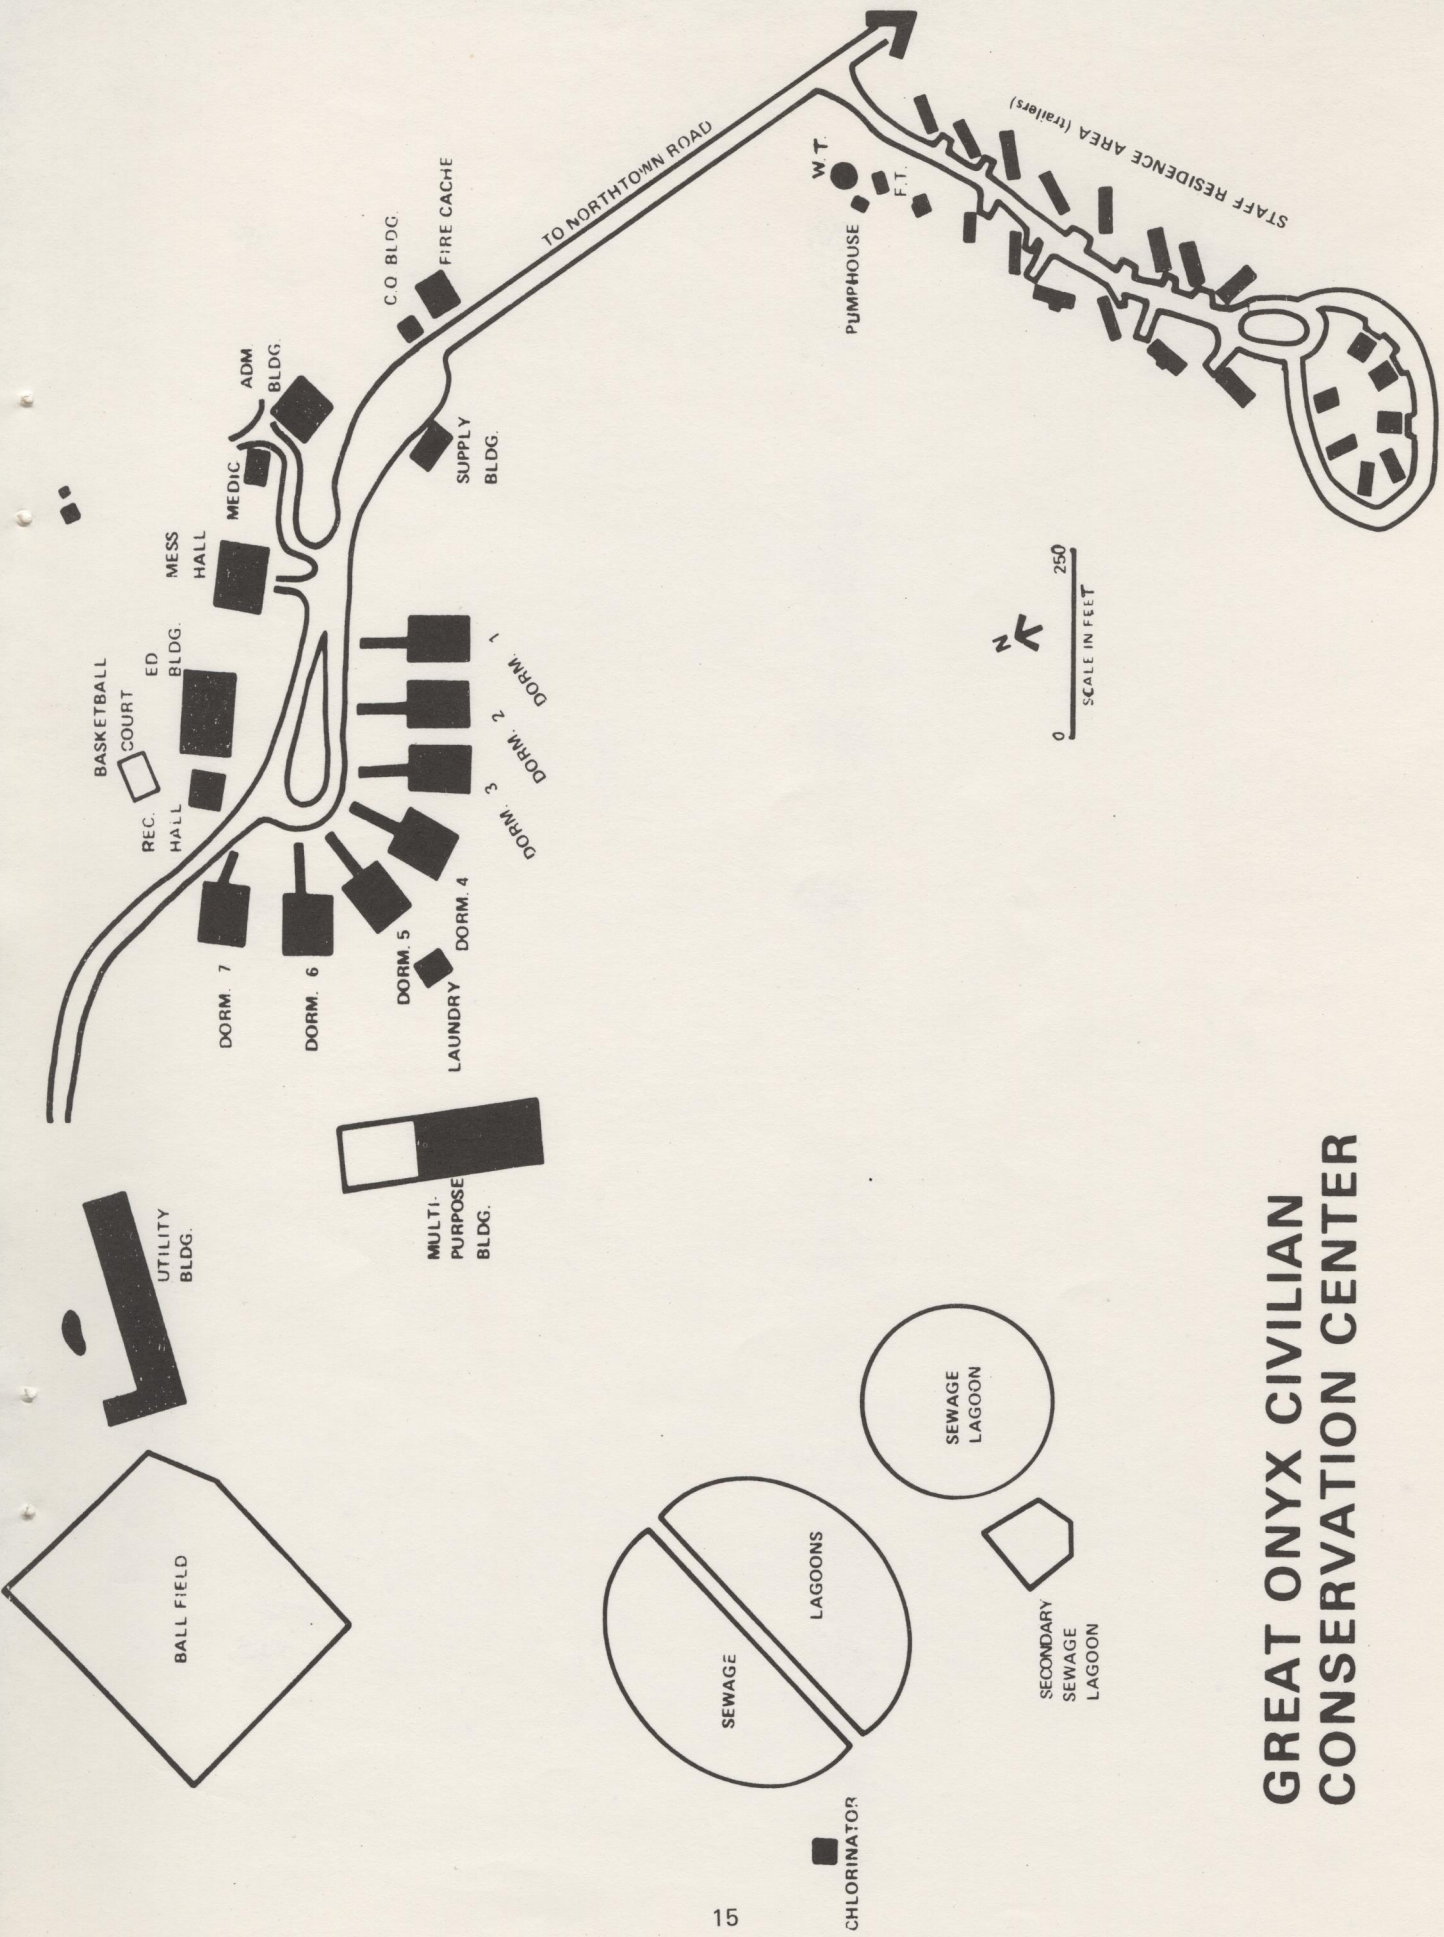 GREAT ONYX CIVILIAN
CONSERVATION CENTER
BALL FIELD
UTILITY
BLDG.
MULTI-
PURPOSE
BLDG.
DORM. 7
DORM. 6
DORM. 5
LAUNDRY
DORM. 4
DORM. 3
DORM. 2
DORM. 1
REC.
HALL
BASKETBALL
COURT
ED
BLDG.
MESS
HALL
MEDIC
ADM
BLDG.
SUPPLY
BLDG.
C.O BLDG.
FIRE CACHE
TO NORTHTOWN ROAD
W.T.
F.T.
PUMPHOUSE
STAFF RESIDENCE AREA (trailers)
N
0 250
SCALE IN FEET
SEWAGE
LAGOON
SEWAGE
LAGOONS
SECONDARY
SEWAGE
LAGOON
CHLORINATOR
15